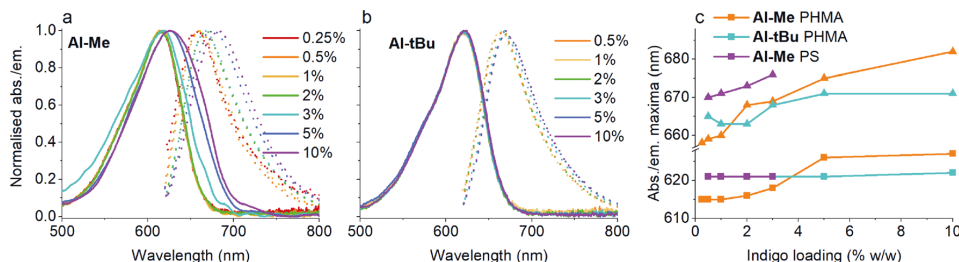 a
Al-Me
Normalised abs./em.
1.0
0.8
0.6
0.4
0.2
0.0
500
600
700
800
Wavelength (nm)
0.25%
0.5%
1%
2%
3%
5%
10%
b
Al-tBu
500
600
700
800
Wavelength (nm)
0.5%
1%
2%
3%
5%
10%
c
Al-Me PHMA
Al-tBu PHMA
Al-Me PS
Abs./em. maxima (nm)
680
670
660
620
610
0
2
4
6
8
10
Indigo loading (% w/w)